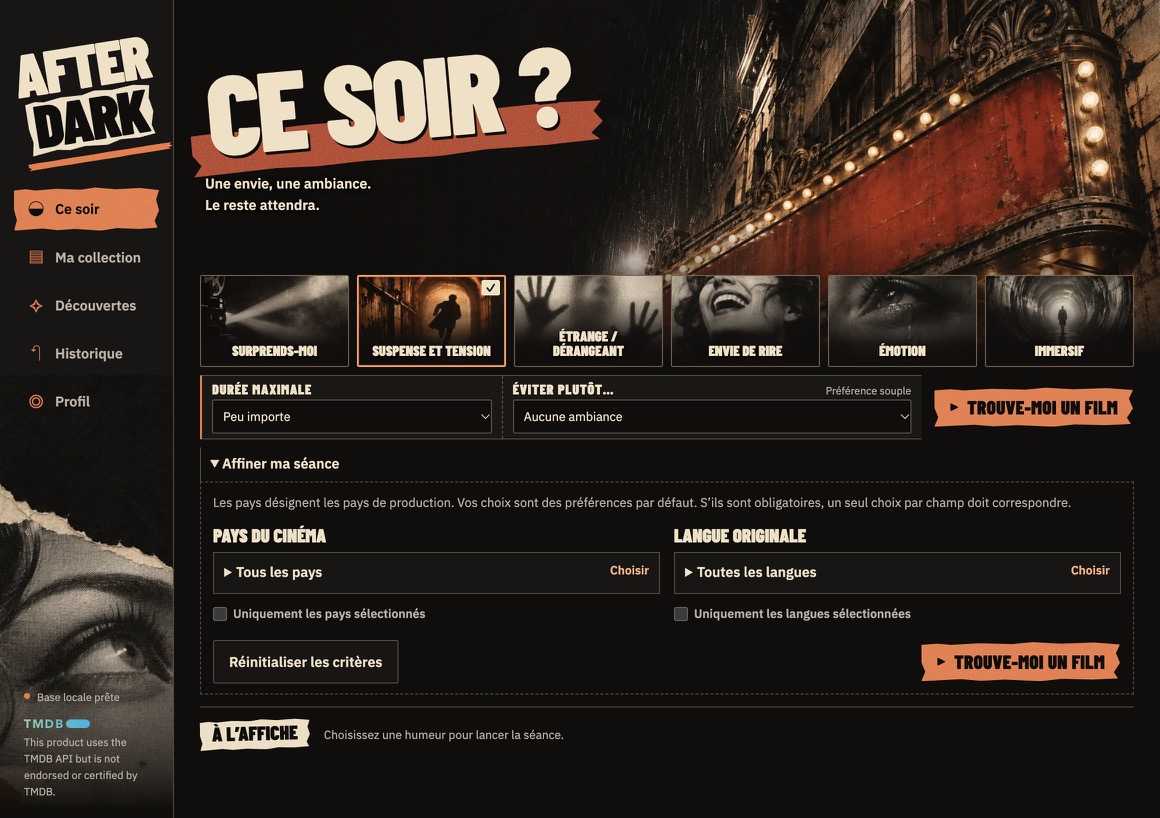 AFTER
DARK
Ce soir
Ma collection
Découvertes
Historique
Profil
Base locale prête
TMDB
This product uses the
TMDB API but is not
endorsed or certified by
TMDB.
CE SOIR ?
Une envie, une ambiance.
Le reste attendra.
SURPRENDS-MOI
SUSPENSE ET TENSION
ÉTRANGE /
DÉRANGEANT
ENVIE DE RIRE
ÉMOTION
IMMERSIF
DURÉE MAXIMALE
Peu importe
ÉVITER PLUTÔT…
Préférence souple
Aucune ambiance
TROUVE-MOI UN FILM
Affiner ma séance
Les pays désignent les pays de production. Vos choix sont des préférences par défaut. S’ils sont obligatoires, un seul choix par champ doit correspondre.
PAYS DU CINÉMA
Tous les pays
Choisir
Uniquement les pays sélectionnés
LANGUE ORIGINALE
Toutes les langues
Choisir
Uniquement les langues sélectionnées
Réinitialiser les critères
TROUVE-MOI UN FILM
À L’AFFICHE
Choisissez une humeur pour lancer la séance.